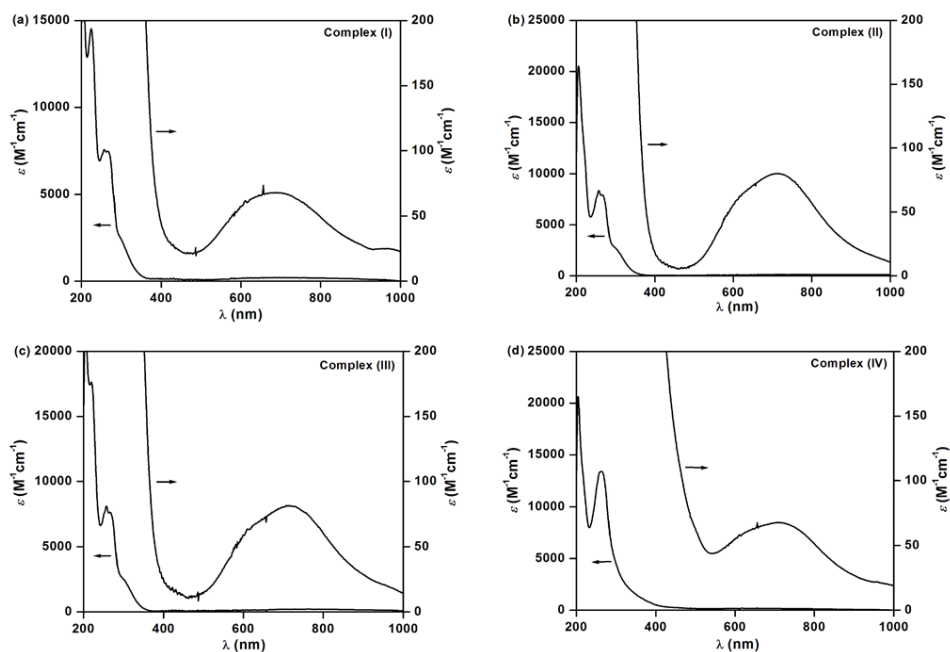 (a)
Complex (I)
15000
10000
5000
0
200
150
100
50
0
200 400 600 800 1000
ε (M⁻¹cm⁻¹)
ε (M⁻¹cm⁻¹)
λ (nm)
(b)
Complex (II)
25000
20000
15000
10000
5000
0
200
150
100
50
0
200 400 600 800 1000
ε (M⁻¹cm⁻¹)
ε (M⁻¹cm⁻¹)
λ (nm)
(c)
Complex (III)
20000
15000
10000
5000
0
200
150
100
50
0
200 400 600 800 1000
ε (M⁻¹cm⁻¹)
ε (M⁻¹cm⁻¹)
λ (nm)
(d)
Complex (IV)
25000
20000
15000
10000
5000
0
200
150
100
50
0
200 400 600 800 1000
ε (M⁻¹cm⁻¹)
ε (M⁻¹cm⁻¹)
λ (nm)